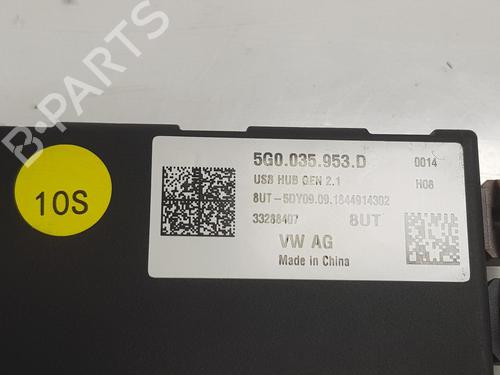 B-PARTS
10S
5G0.035.953.D 0014
USB HUB GEN 2.1 H08
8UT-5DY09.09.1844914302
33288407 8UT
VW AG
Made in China